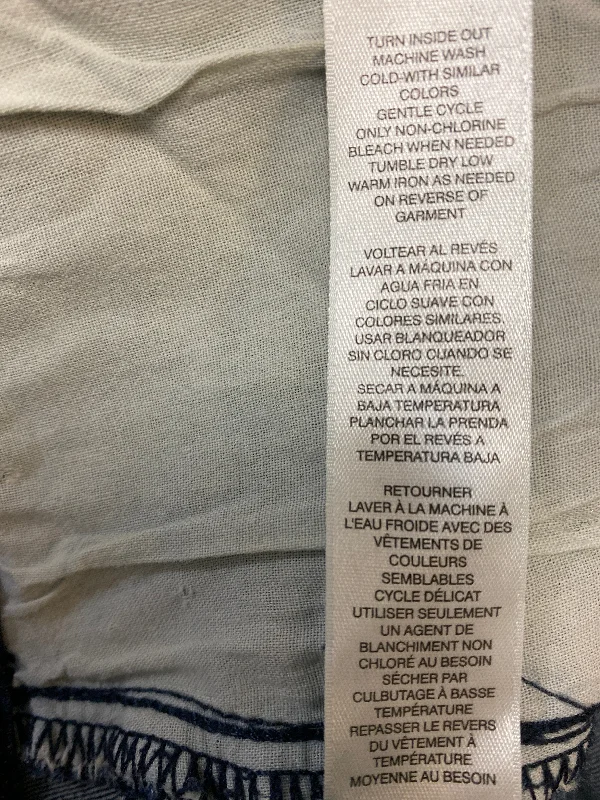 TURN INSIDE OUT
MACHINE WASH
COLD-WITH SIMILAR
COLORS
GENTLE CYCLE
ONLY NON-CHLORINE
BLEACH WHEN NEEDED
TUMBLE DRY LOW
WARM IRON AS NEEDED
ON REVERSE OF
GARMENT
VOLTEAR AL REVÉS
LAVAR A MÁQUINA CON
AGUA FRIA EN
CICLO SUAVE CON
COLORES SIMILARES.
USAR BLANQUEADOR
SIN CLORO CUANDO SE
NECESITE.
SECAR A MÁQUINA A
BAJA TEMPERATURA
PLANCHAR LA PRENDA
POR EL REVÉS A
TEMPERATURA BAJA
RETOURNER
LAVER À LA MACHINE À
L'EAU FROIDE AVEC DES
VÊTEMENTS DE
COULEURS
SEMBLABLES
CYCLE DÉLICAT
UTILISER SEULEMENT
UN AGENT DE
BLANCHIMENT NON
CHLORÉ AU BESOIN
SÉCHER PAR
CULBUTAGE À BASSE
TEMPÉRATURE
REPASSER LE REVERS
DU VÊTEMENT À
TEMPÉRATURE
MOYENNE AU BESOIN